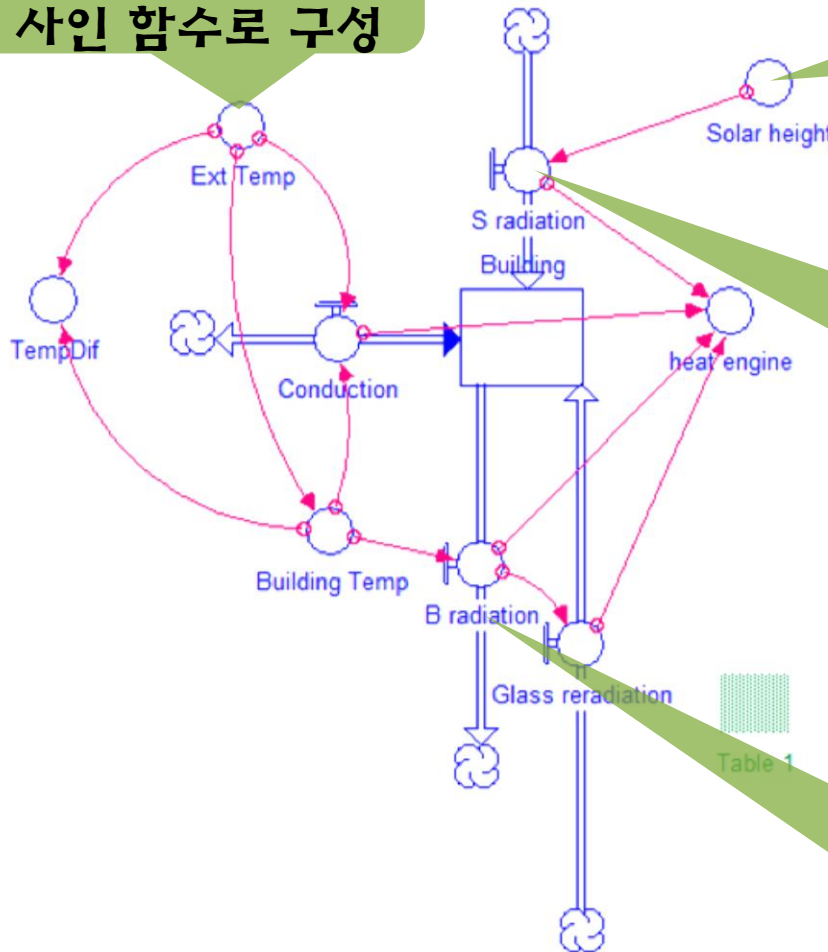 사인 함수로 구성
Solar height
Ext Temp
S radiation
Building
TempDif
heat engine
Conduction
Building Temp
B radiation
Glass reradiation
Table 1